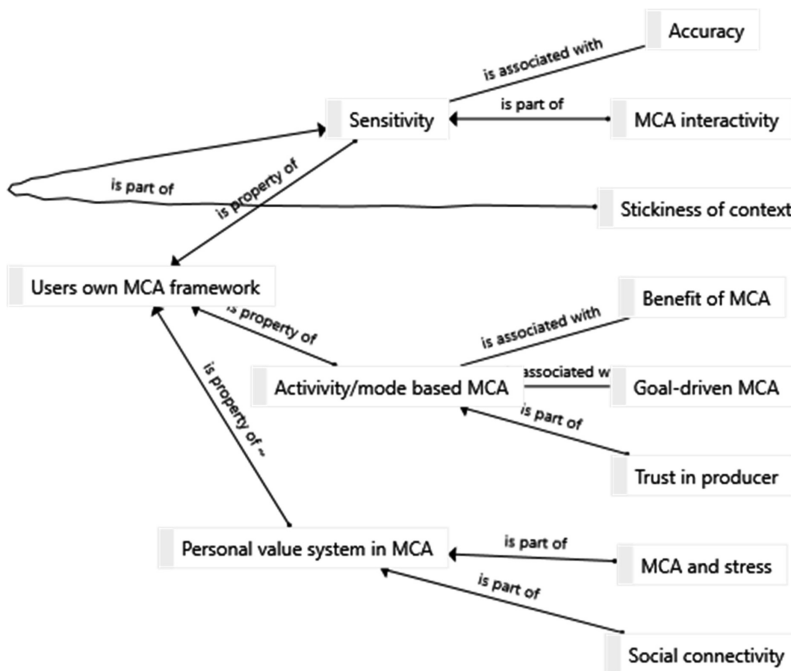 Accuracy
is associated with
Sensitivity
is part of
MCA interactivity
is part of
is property of
Stickiness of context
Users own MCA framework
is property of
is associated with
Benefit of MCA
Activivity/mode based MCA
associated w
Goal-driven MCA
is part of
Trust in producer
is property of ~
Personal value system in MCA
is part of
MCA and stress
is part of
Social connectivity